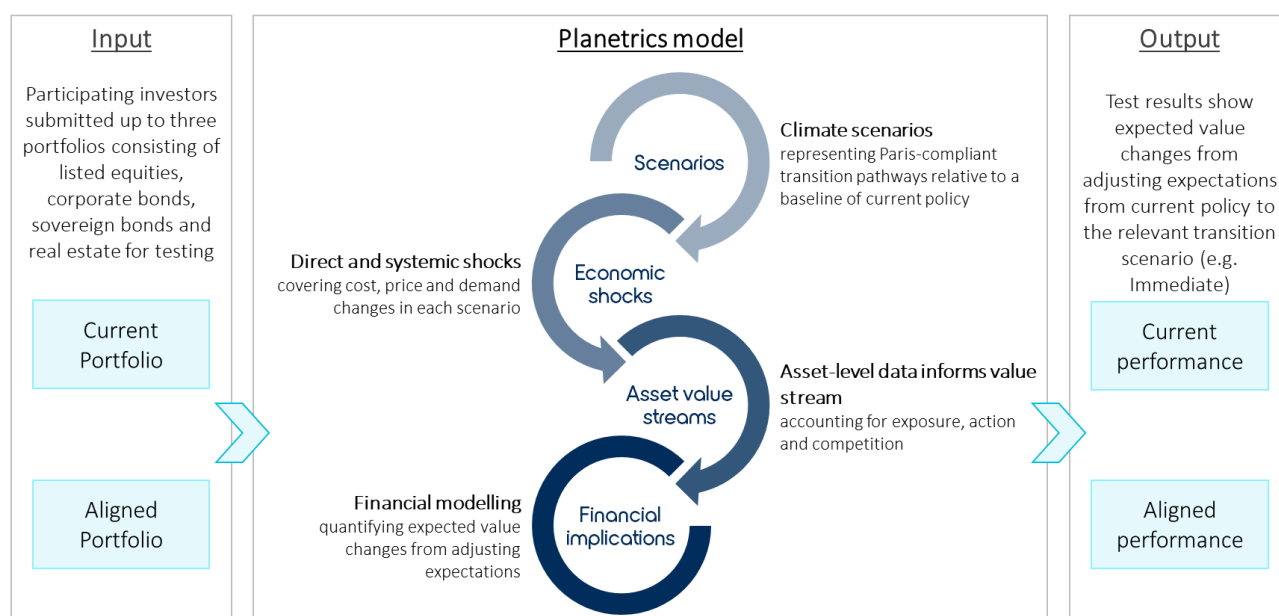 Input
Participating investors
submitted up to three
portfolios consisting of
listed equities,
corporate bonds,
sovereign bonds and
real estate for testing
Current
Portfolio
Aligned
Portfolio
Planetrics model
Scenarios
Climate scenarios
representing Paris-compliant
transition pathways relative to a
baseline of current policy
Direct and systemic shocks
covering cost, price and demand
changes in each scenario
Economic
shocks
Asset value
streams
Asset-level data informs value
stream
accounting for exposure, action
and competition
Financial modelling
quantifying expected value
changes from adjusting
expectations
Financial
implications
Output
Test results show
expected value
changes from
adjusting expectations
from current policy to
the relevant transition
scenario (e.g.
Immediate)
Current
performance
Aligned
performance